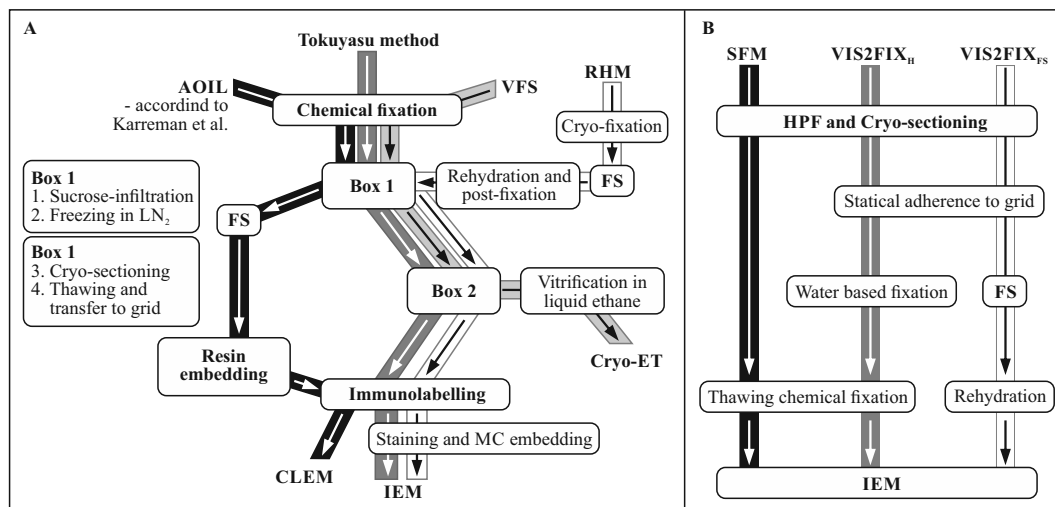 A
Tokuyasu method
AOIL
- accordind to
Karreman et al.
VFS
RHM
Chemical fixation
Cryo-fixation
Box 1
Rehydration and
post-fixation
FS
Box 1
1. Sucrose-infiltration
2. Freezing in LN₂
FS
Box 1
3. Cryo-sectioning
4. Thawing and
transfer to grid
Box 2
Vitrification in
liquid ethane
Cryo-ET
Resin
embedding
Immunolabelling
Staining and MC embedding
CLEM
IEM
B
SFM
VIS2FIX_H
VIS2FIX_FS
HPF and Cryo-sectioning
Statical adherence to grid
Water based fixation
FS
Thawing chemical fixation
Rehydration
IEM